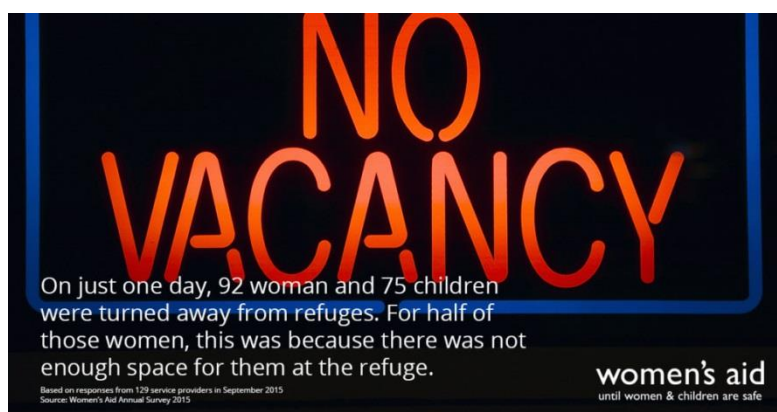 NO
VACANCY
On just one day, 92 woman and 75 children
were turned away from refuges. For half of
those women, this was because there was not
enough space for them at the refuge.
Based on responses from 129 service providers in September 2015
Source: Women's Aid Annual Survey 2015
women's aid
until women & children are safe